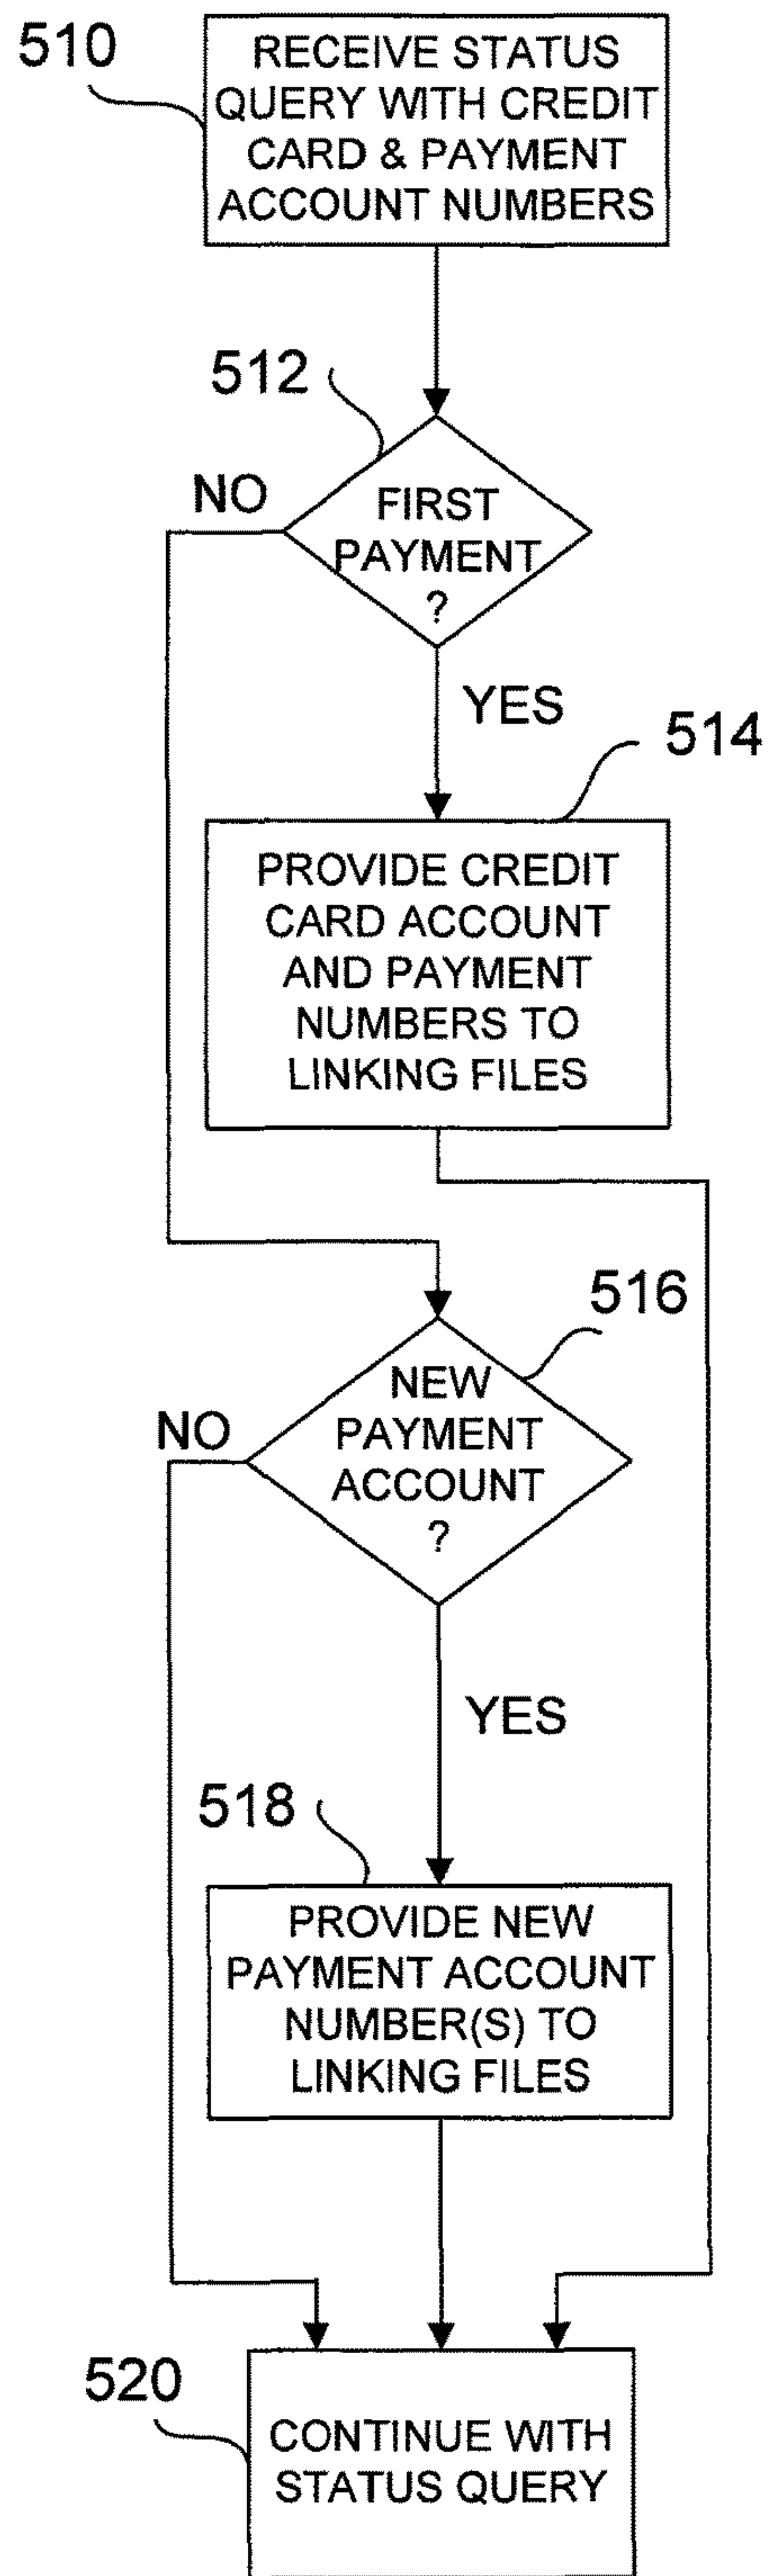 510
RECEIVE STATUS
QUERY WITH CREDIT
CARD & PAYMENT
ACCOUNT NUMBERS
512
NO
FIRST
PAYMENT
?
YES
514
PROVIDE CREDIT
CARD ACCOUNT
AND PAYMENT
NUMBERS TO
LINKING FILES
516
NO
NEW
PAYMENT
ACCOUNT
?
YES
518
PROVIDE NEW
PAYMENT ACCOUNT
NUMBER(S) TO
LINKING FILES
520
CONTINUE WITH
STATUS QUERY